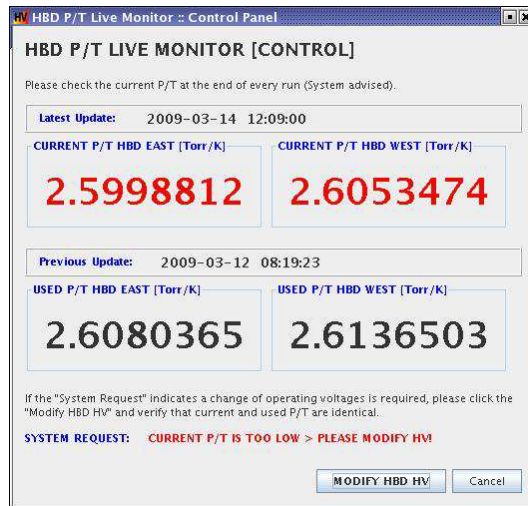 HV HBD P/T Live Monitor :: Control Panel
HBD P/T LIVE MONITOR [CONTROL]
Please check the current P/T at the end of every run (System advised).
Latest Update: 2009-03-14 12:09:00
CURRENT P/T HBD EAST [Torr/K] CURRENT P/T HBD WEST [Torr/K]
2.5998812 2.6053474
Previous Update: 2009-03-12 08:19:23
USED P/T HBD EAST [Torr/K] USED P/T HBD WEST [Torr/K]
2.6080365 2.6136503
If the "System Request" indicates a change of operating voltages is required, please click the
"Modify HBD HV" and verify that current and used P/T are identical.
SYSTEM REQUEST: CURRENT P/T IS TOO LOW > PLEASE MODIFY HV!
MODIFY HBD HV Cancel